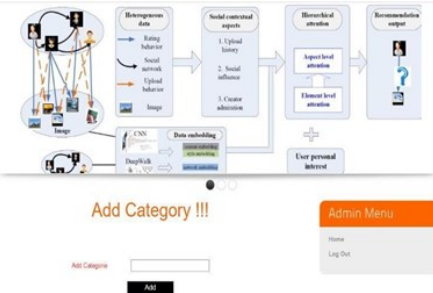 Heterogeneous
data
Rating
behavior
Social
network
Upload
behavior
Image
Image
Social contextual
aspects
1. Upload
history
2. Social
influence
3. Creator
admiration
Hierarchical
attention
Aspect level
attention
Element level
attention
User personal
interest
Recommendation
output
CNN
DeepWalk
Data embedding
Add Category !!!
Add Categorie
Add
Admin Menu
Home
Log Out